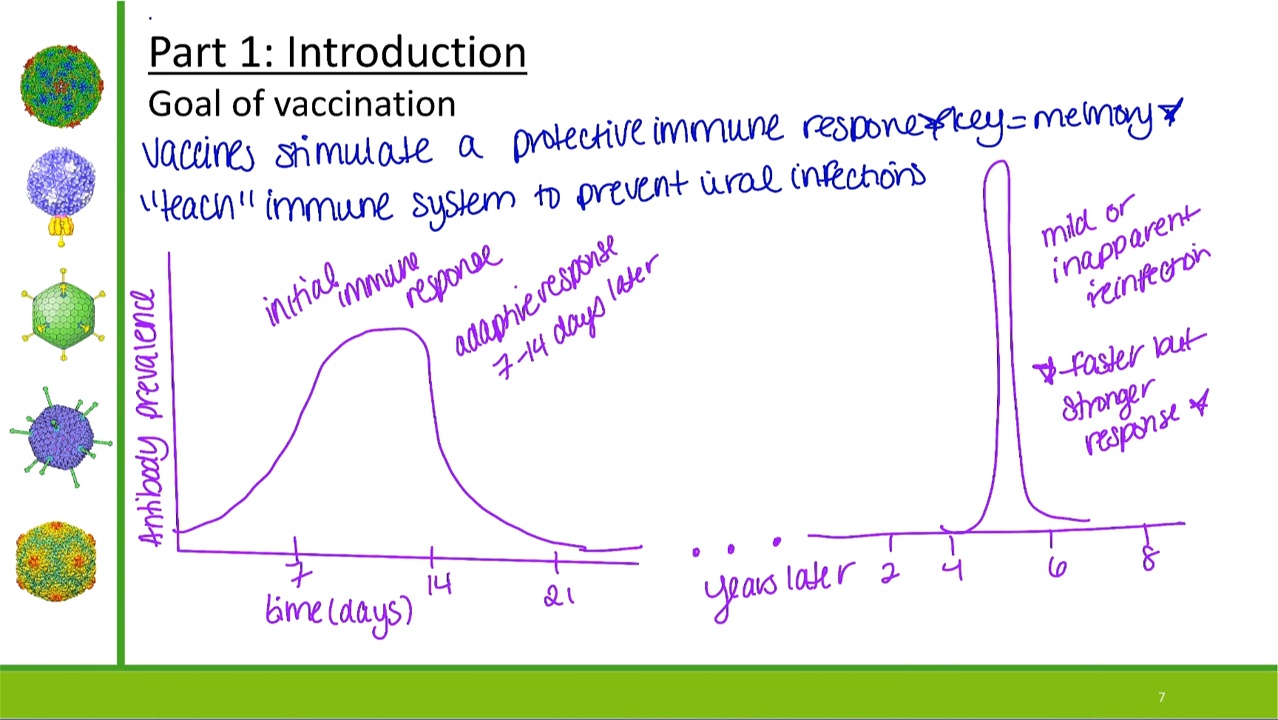 Part 1: Introduction
Goal of vaccination
vaccines stimulate a protective immune respone *key = memory*
"teach" immune system to prevent viral infections
Antibody prevalence
initial immune response
adaptive response
7-14 days later
mild or
inapparent
reinfection
*-faster but
stronger
response *
7
14
21
time (days)
years later
2
4
6
8
7